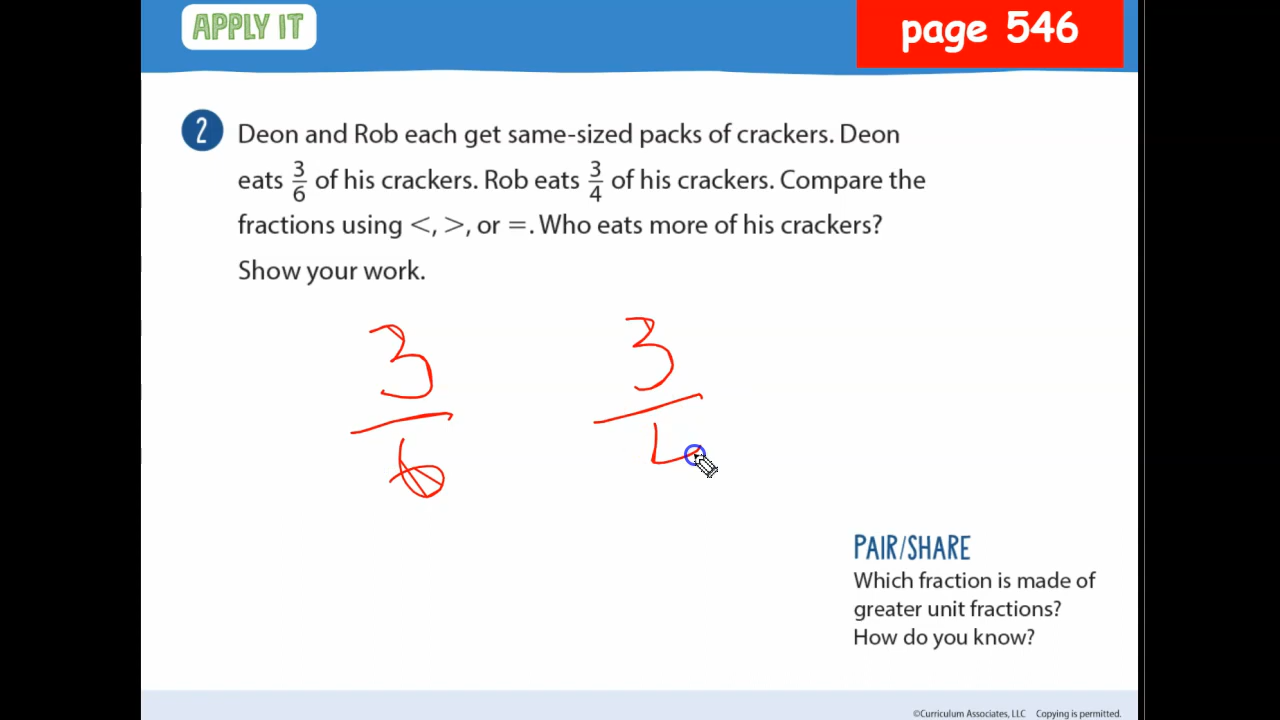 APPLY IT
page 546
2 Deon and Rob each get same-sized packs of crackers. Deon
eats 3/6 of his crackers. Rob eats 3/4 of his crackers. Compare the
fractions using <, >, or =. Who eats more of his crackers?
Show your work.
3 3
6 4
PAIR/SHARE
Which fraction is made of
greater unit fractions?
How do you know?
©Curriculum Associates, LLC Copying is permitted.